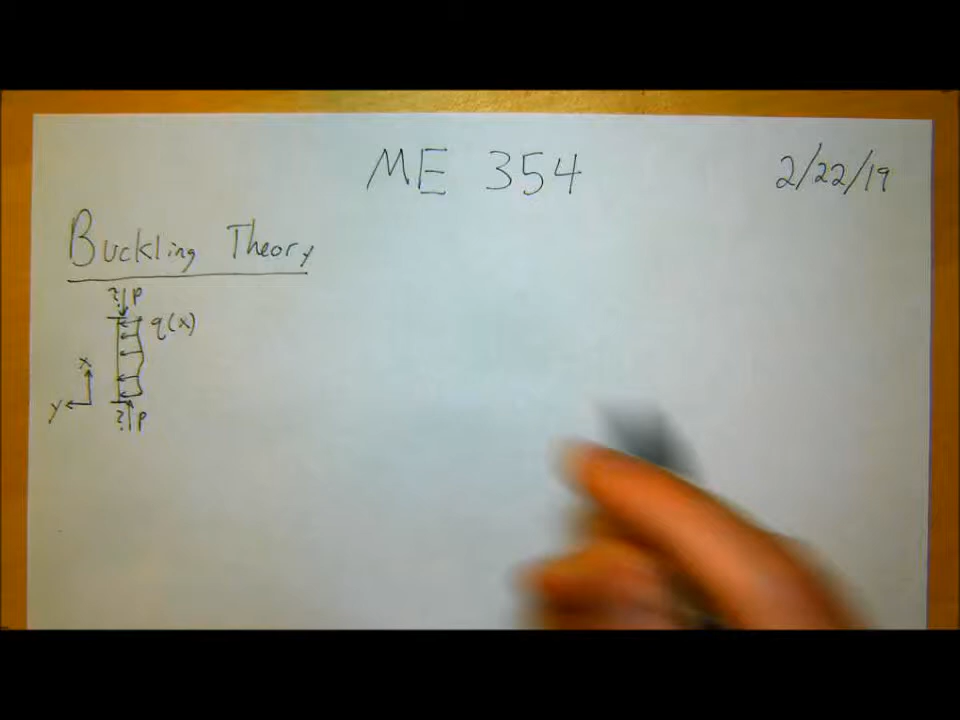 ME 354
2/22/19
Buckling Theory
? P
q(x)
x
y
? P